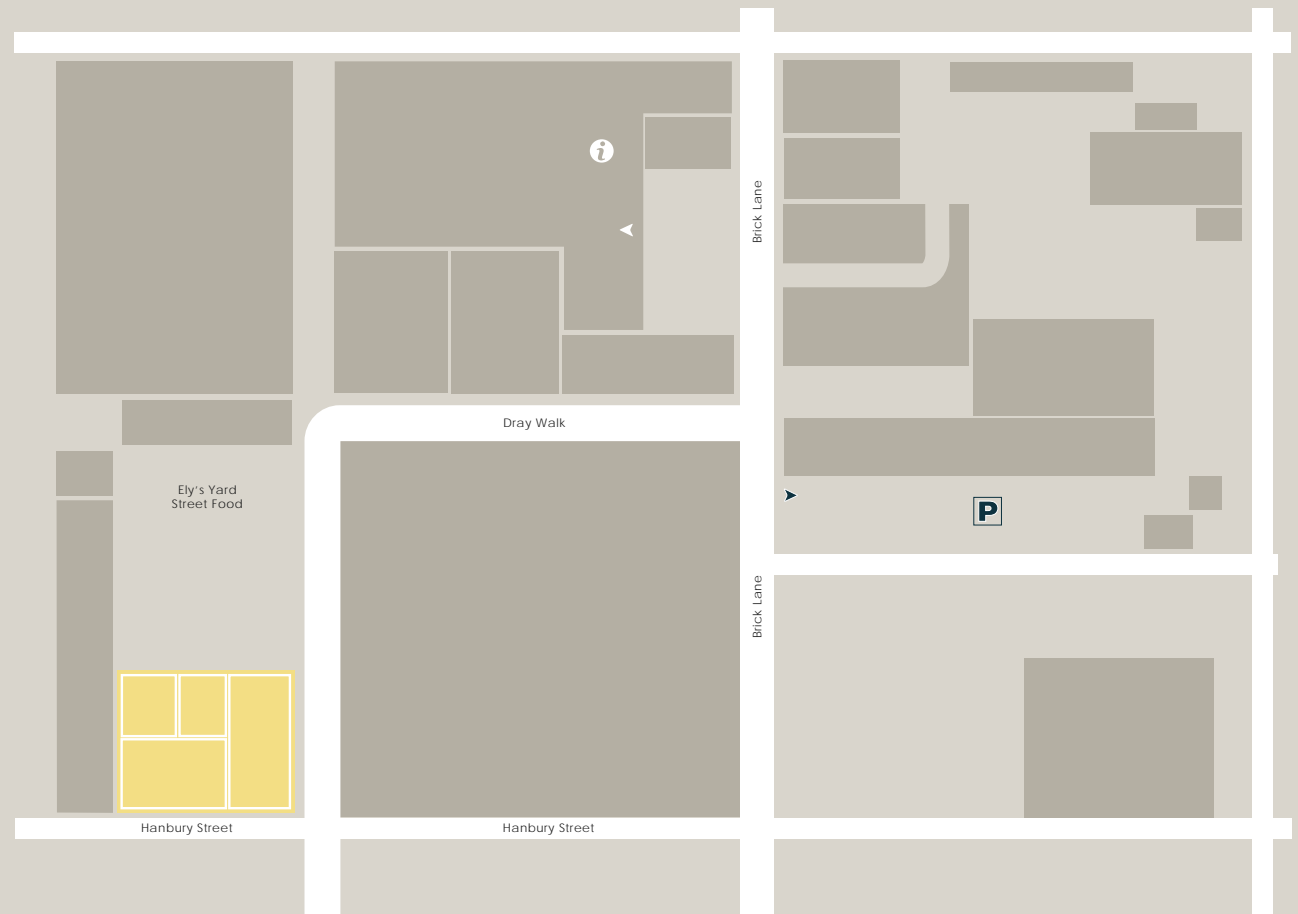 Brick Lane
Dray Walk
Ely's Yard
Street Food
P
Brick Lane
Hanbury Street
Hanbury Street